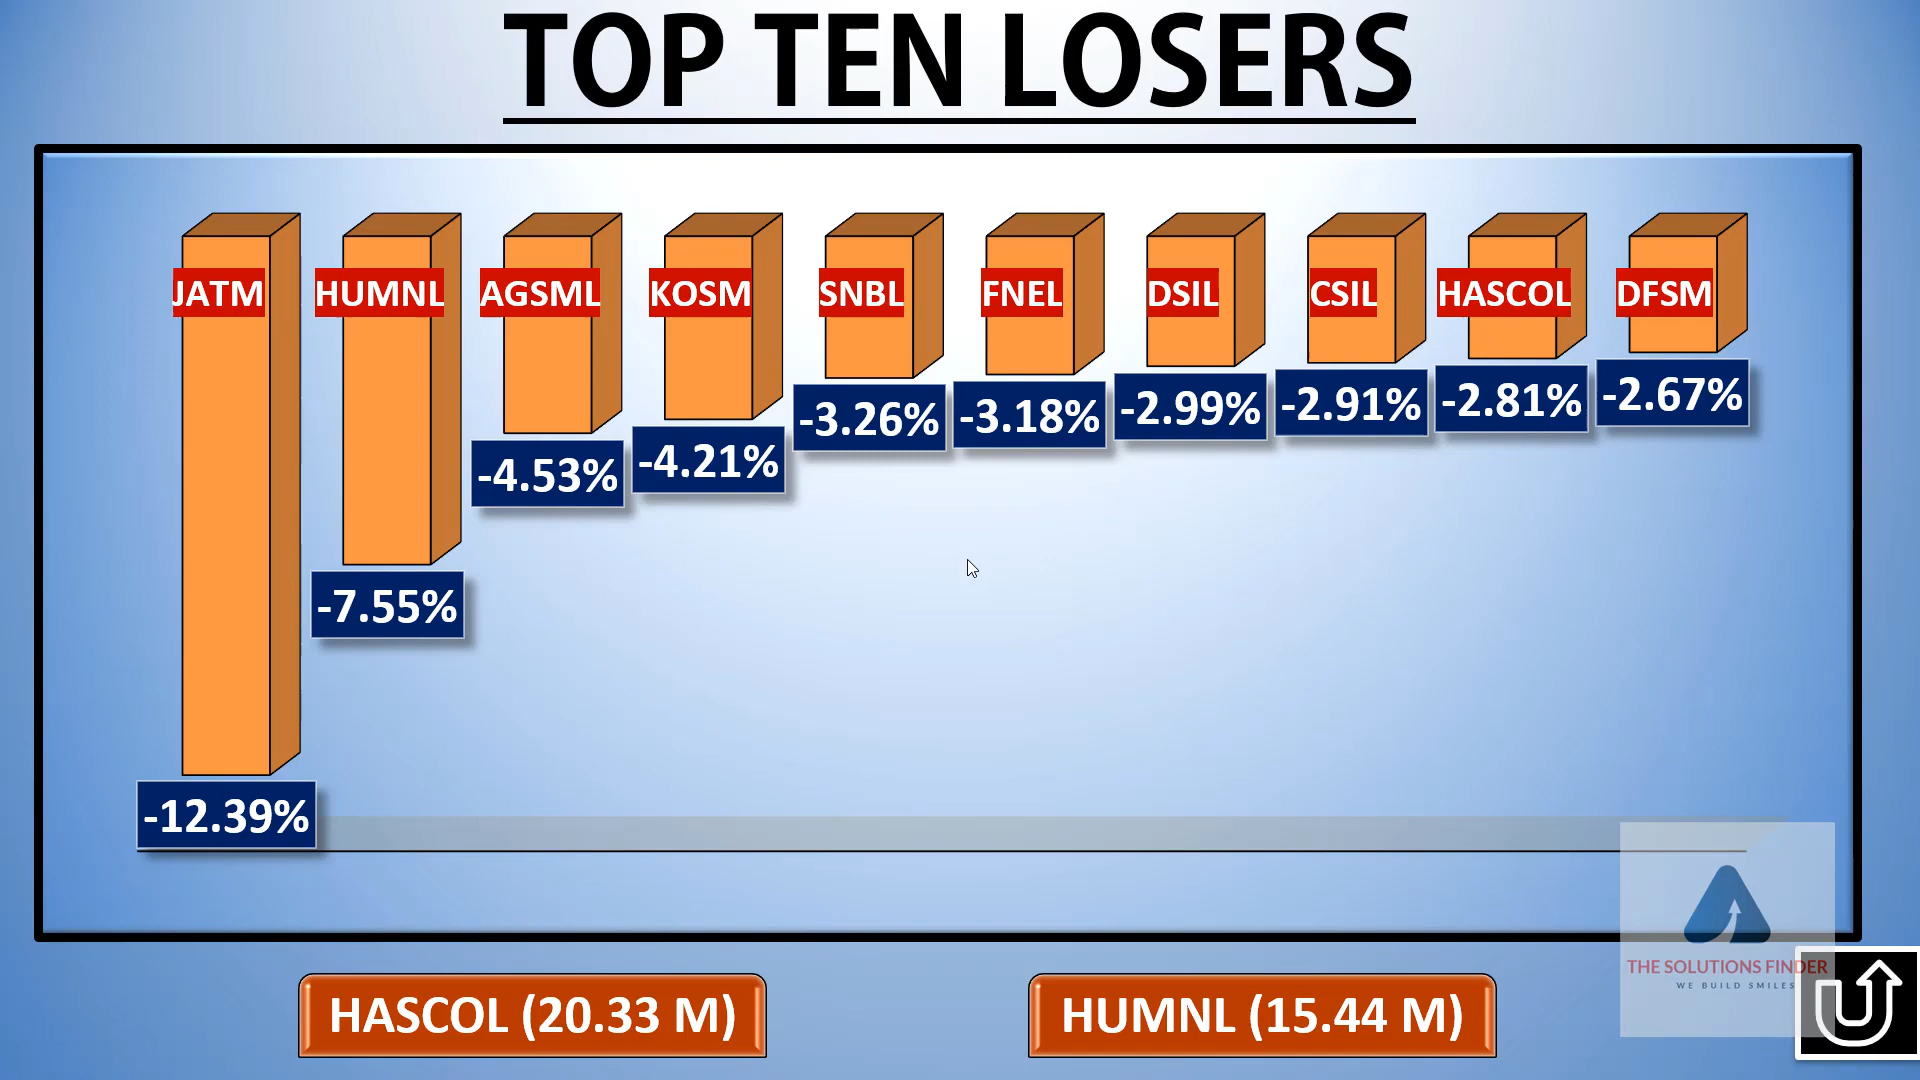 TOP TEN LOSERS
JATM
HUMNL
AGSML
KOSM
SNBL
FNEL
DSIL
CSIL
HASCOL
DFSM
-12.39%
-7.55%
-4.53%
-4.21%
-3.26%
-3.18%
-2.99%
-2.91%
-2.81%
-2.67%
HASCOL (20.33 M)
HUMNL (15.44 M)
THE SOLUTIONS FINDER
WE BUILD SMILES